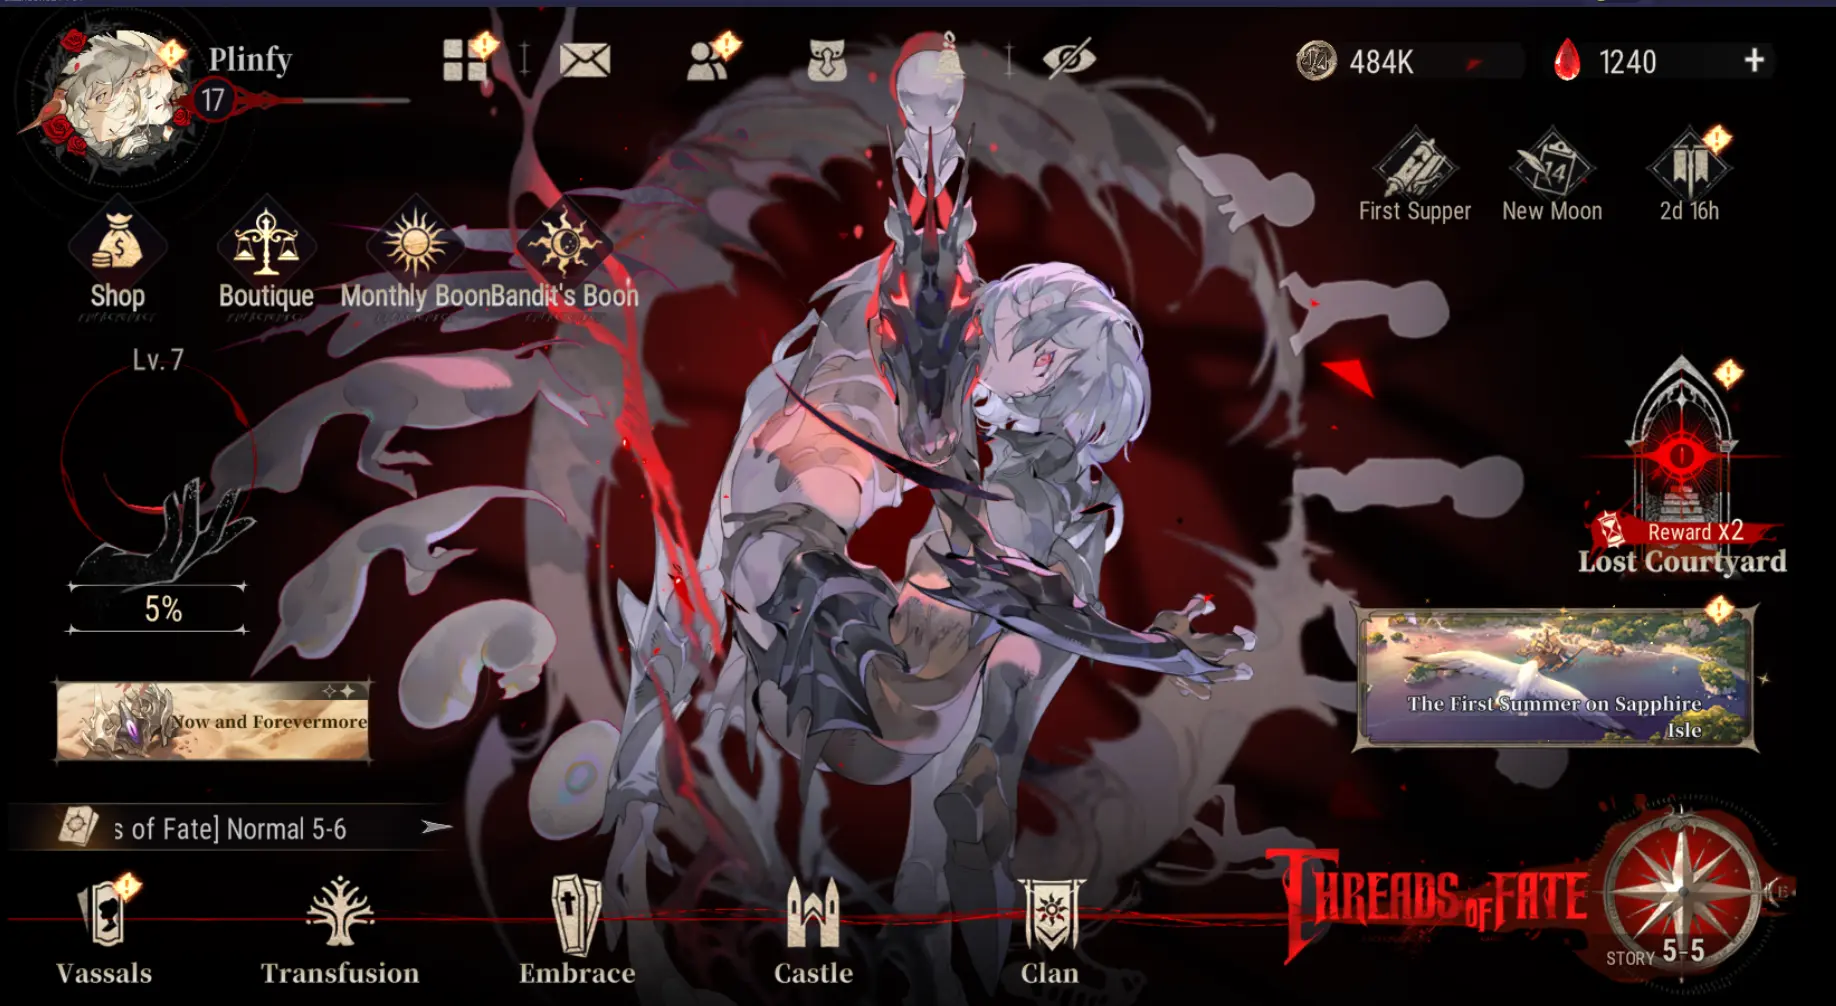 Plinfy
17
484K
1240
+
First Supper
14
New Moon
2d 16h
Shop
Boutique
Monthly Boon
Bandit's Boon
Lv.7
5%
Now and Forevermore
s of Fate] Normal 5-6
Reward X2
Lost Courtyard
The First Summer on Sapphire
Isle
THREADS OF FATE
STORY 5-5
E
Vassals
Transfusion
Embrace
Castle
Clan